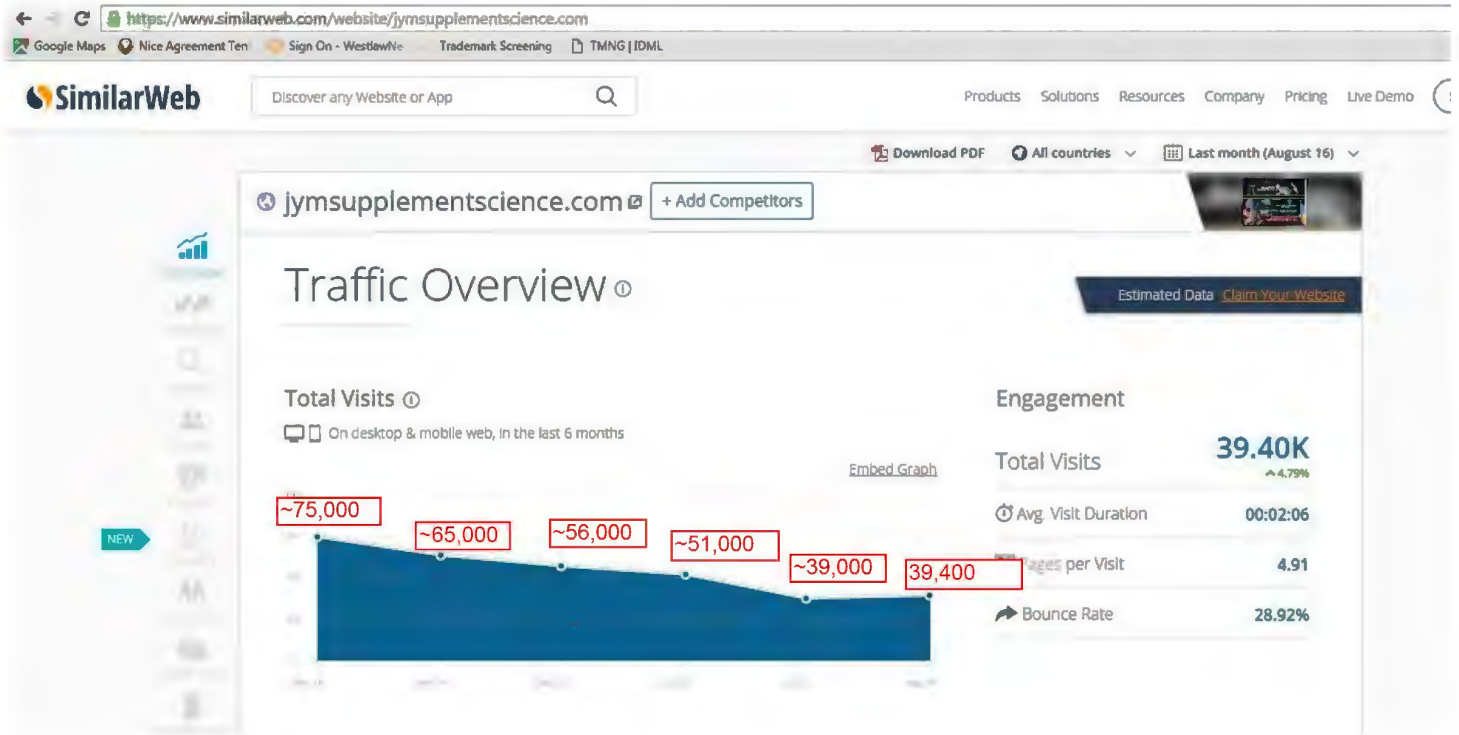 https://www.similarweb.com/website/jymsupplementscience.com
Google Maps Nice Agreement Ten Sign On - WestlawNe Trademark Screening TMNG | IDML
SimilarWeb Discover any Website or App Products Solutions Resources Company Pricing Live Demo
Download PDF All countries Last month (August 16)
jymsupplementscience.com + Add Competitors
Traffic Overview
Estimated Data Claim Your Website
Total Visits
On desktop & mobile web, in the last 6 months
Embed Graph
~75,000
~65,000
~56,000
~51,000
~39,000
39,400
NEW
Engagement
Total Visits 39.40K
4.79%
Avg. Visit Duration 00:02:06
Pages per Visit 4.91
Bounce Rate 28.92%